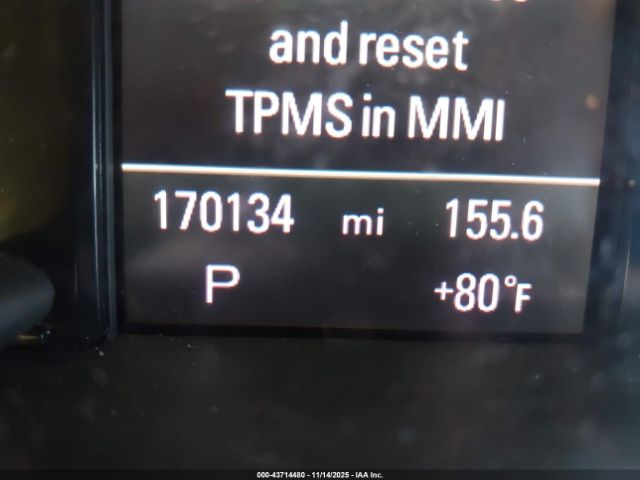 and reset
TPMS in MMI
170134 mi 155.6
P +80°F
000-43714480 - 11/14/2025 - IAA Inc.